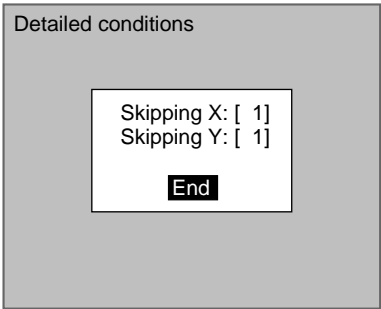 Detailed conditions
Skipping X: [  1]
Skipping Y: [  1]
End